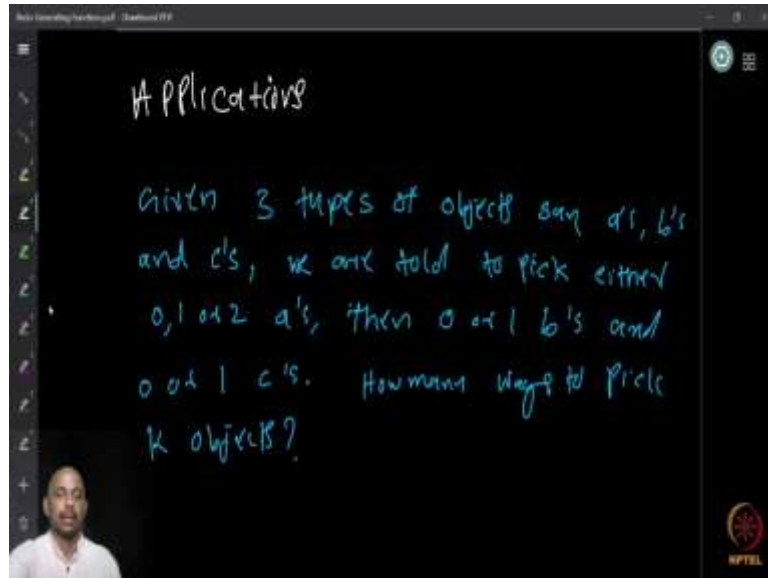 Applications
Given 3 types of objects say a's, b's
and c's, we are told to pick either
0, 1 or 2 a's, then 0 or 1 b's and
0 or 1 c's. How many ways to pick
k objects?
NPTEL